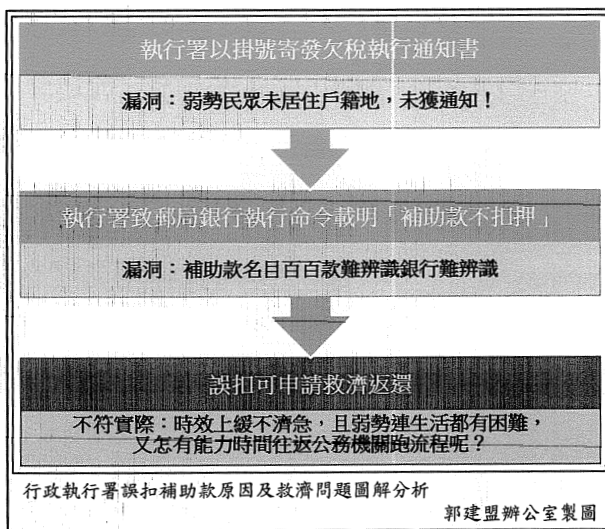 執行署以掛號寄發欠稅執行通知書
漏洞：弱勢民眾未居住戶籍地，未獲通知！
執行署致郵局銀行執行命令載明「補助款不扣押」
漏洞：補助款名目百百款難辨識銀行難辨識
誤扣可申請救濟返還
不符實際：時效上緩不濟急，且弱勢連生活都有困難，
又怎有能力時間往返公務機關跑流程呢？
行政執行署誤扣補助款原因及救濟問題圖解分析
郭建盟辦公室製圖